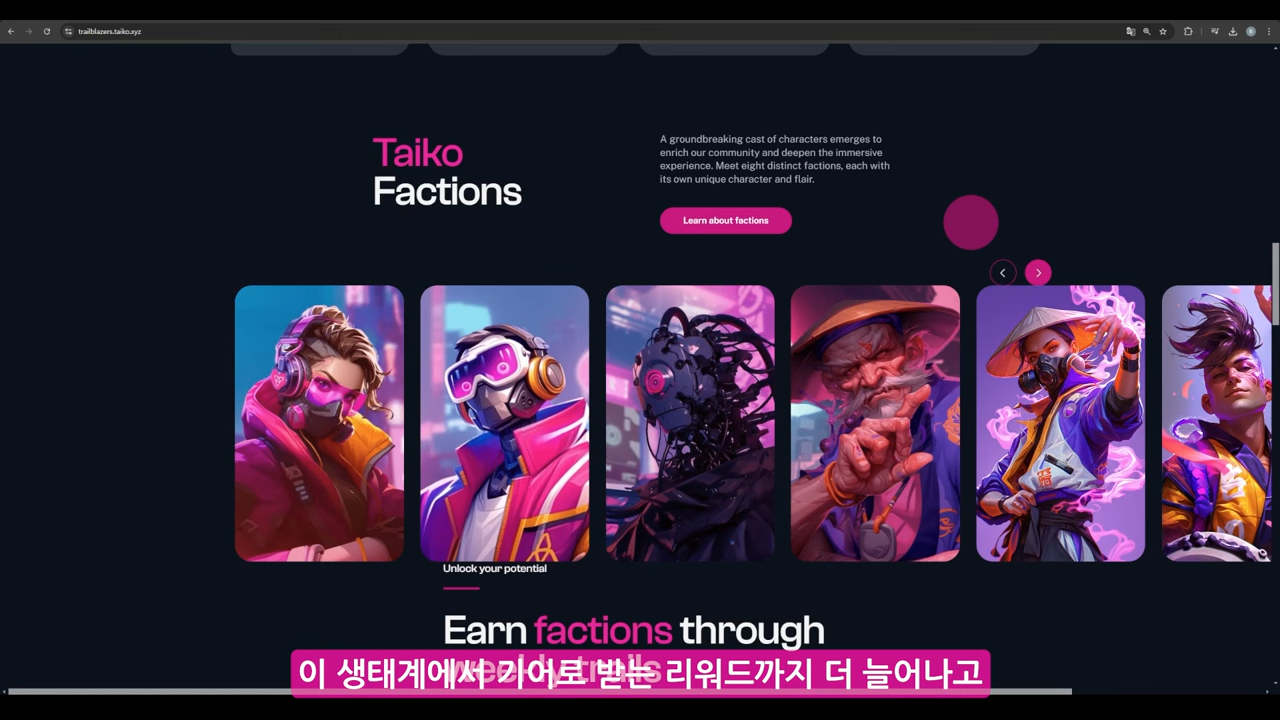 trailblazers.taiko.xyz
Taiko
Factions
A groundbreaking cast of characters emerges to
enrich our community and deepen the immersive
experience. Meet eight distinct factions, each with
its own unique character and flair.
Learn about factions
Unlock your potential
Earn factions through
weekly trails
이 생태계에서 기여로 받는 리워드까지 더 늘어나고